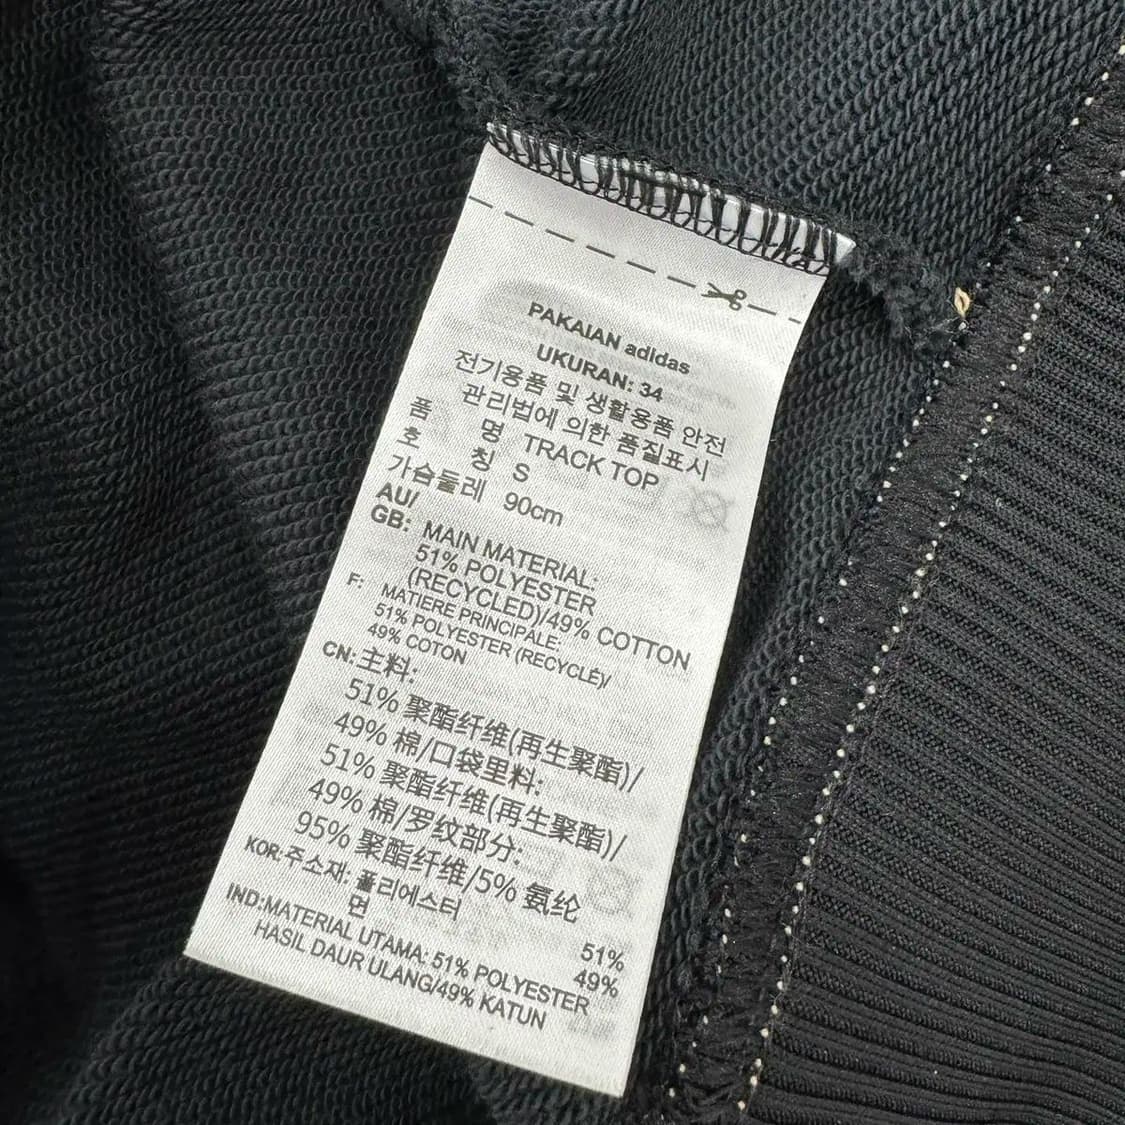 PAKAIAN adidas
UKURAN: 34
전기용품 및 생활용품 안전
관리법에 의한 품질표시
품 명 TRACK TOP
호 칭 S
가슴둘레 90cm
AU/
GB: MAIN MATERIAL:
51% POLYESTER
(RECYCLED)/49% COTTON
F: MATIERE PRINCIPALE:
51% POLYESTER (RECYCLÉ)/
49% COTON
CN: 主料:
51% 聚酯纤维(再生聚酯)/
49% 棉/口袋里料:
51% 聚酯纤维(再生聚酯)/
49% 棉/罗纹部分:
95% 聚酯纤维/5% 氨纶
KOR: 주소재: 폴리에스터 51%
면 49%
IND:MATERIAL UTAMA: 51% POLYESTER
HASIL DAUR ULANG/49% KATUN